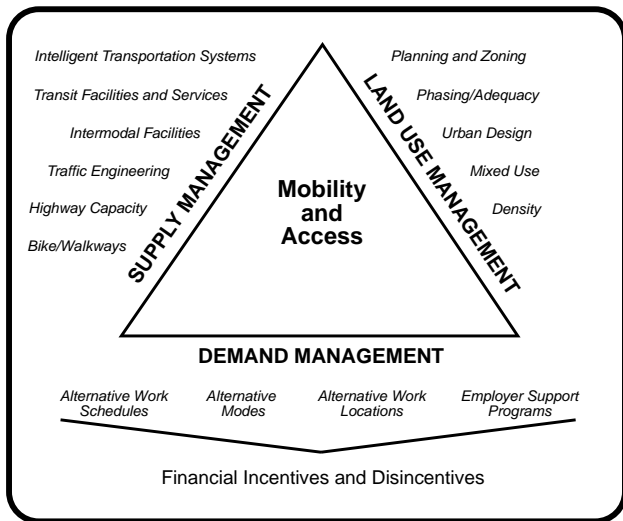 Intelligent Transportation Systems
Transit Facilities and Services
Intermodal Facilities
Traffic Engineering
Highway Capacity
Bike/Walkways
SUPPLY MANAGEMENT
Mobility
and
Access
Planning and Zoning
Phasing/Adequacy
Urban Design
Mixed Use
Density
LAND USE MANAGEMENT
DEMAND MANAGEMENT
Alternative Work
Schedules
Alternative
Modes
Alternative Work
Locations
Employer Support
Programs
Financial Incentives and Disincentives